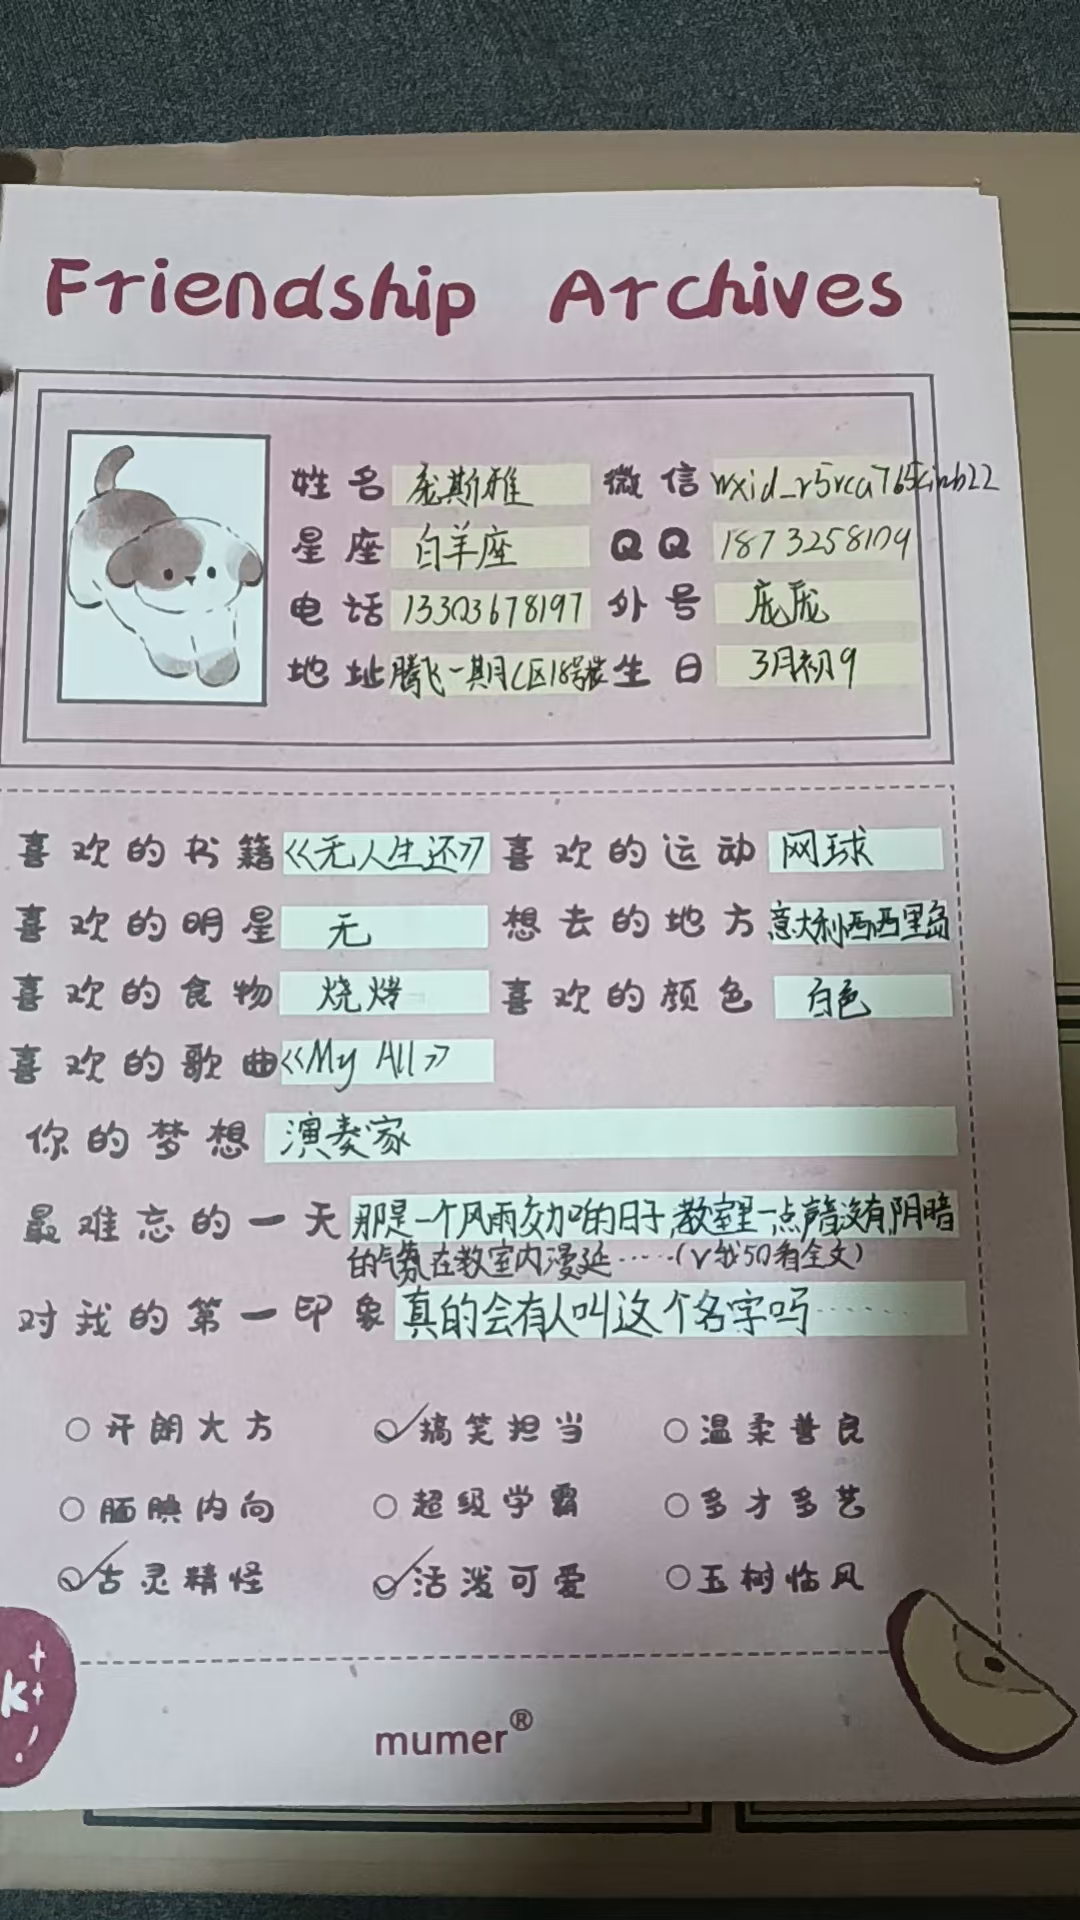 Friendship Archives
姓名 庞斯雅 微信 wxid_r5rca765cinb22
星座 白羊座 QQ 1873258109
电话 13303678197 外号 庞庞
地址 腾飞一期C区18号楼 生日 3月初9
喜欢的书籍 《无人生还》 喜欢的运动 网球
喜欢的明星 无 想去的地方 意大利西西里岛
喜欢的食物 烧烤 喜欢的颜色 白色
喜欢的歌曲 《My All》
你的梦想 演奏家
最难忘的一天 那是一个风雨交加的日子,教室里一点声音没有,阴暗
的气氛在教室内漫延……(v我50看全文)
对我的第一印象 真的会有人叫这个名字吗……
开朗大方 搞笑担当 温柔善良
腼腆内向 超级学霸 多才多艺
古灵精怪 活泼可爱 玉树临风
k
mumer®